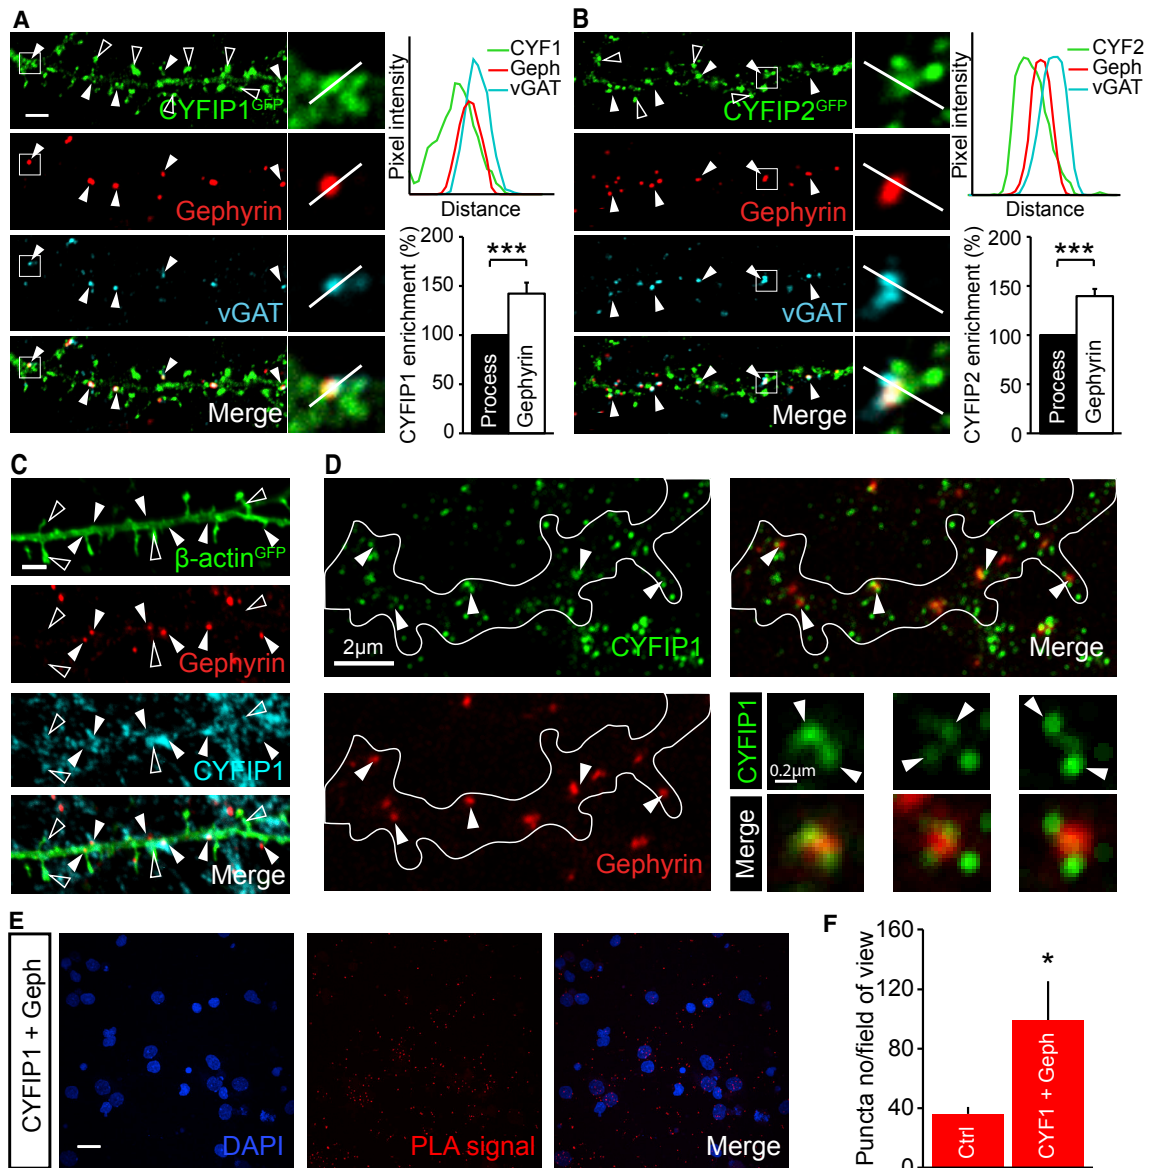 A
CYFIP1GFP
Gephyrin
vGAT
Merge
Pixel intensity
CYF1
Geph
vGAT
Distance
CYFIP1 enrichment (%)
200
150
100
50
0
***
Process
Gephyrin
B
CYFIP2GFP
Gephyrin
vGAT
Merge
Pixel intensity
CYF2
Geph
vGAT
Distance
CYFIP2 enrichment (%)
200
150
100
50
0
***
Process
Gephyrin
C
β-actinGFP
Gephyrin
CYFIP1
Merge
D
2μm
CYFIP1
Merge
Gephyrin
CYFIP1
0.2μm
Merge
E
CYFIP1 + Geph
DAPI
PLA signal
Merge
F
Puncta no/field of view
160
120
80
40
0
*
Ctrl
CYF1 + Geph